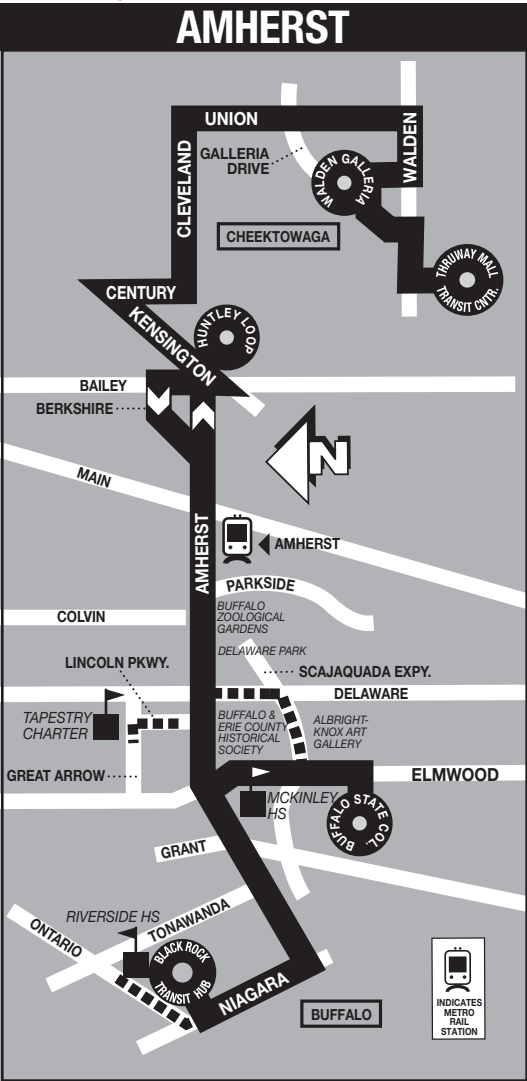 AMHERST
UNION
GALLERIA
DRIVE
WALDEN
CLEVELAND
WALDEN GALLERIA
CHEEKTOWAGA
THRUWAY MALL
TRANSIT CNTR.
CENTURY
KENSINGTON
HUNTLEY LOOP
BAILEY
BERKSHIRE
N
MAIN
AMHERST
AMHERST
PARKSIDE
BUFFALO
ZOOLOGICAL
GARDENS
COLVIN
DELAWARE PARK
LINCOLN PKWY.
SCAJAQUADA EXPY.
DELAWARE
TAPESTRY
CHARTER
BUFFALO &
ERIE COUNTY
HISTORICAL
SOCIETY
ALBRIGHT-
KNOX ART
GALLERY
GREAT ARROW
ELMWOOD
MCKINLEY
HS
BUFFALO STATE COL.
GRANT
RIVERSIDE HS
TONAWANDA
ONTARIO
BLACK ROCK
TRANSIT HUB
NIAGARA
BUFFALO
INDICATES
METRO
RAIL
STATION